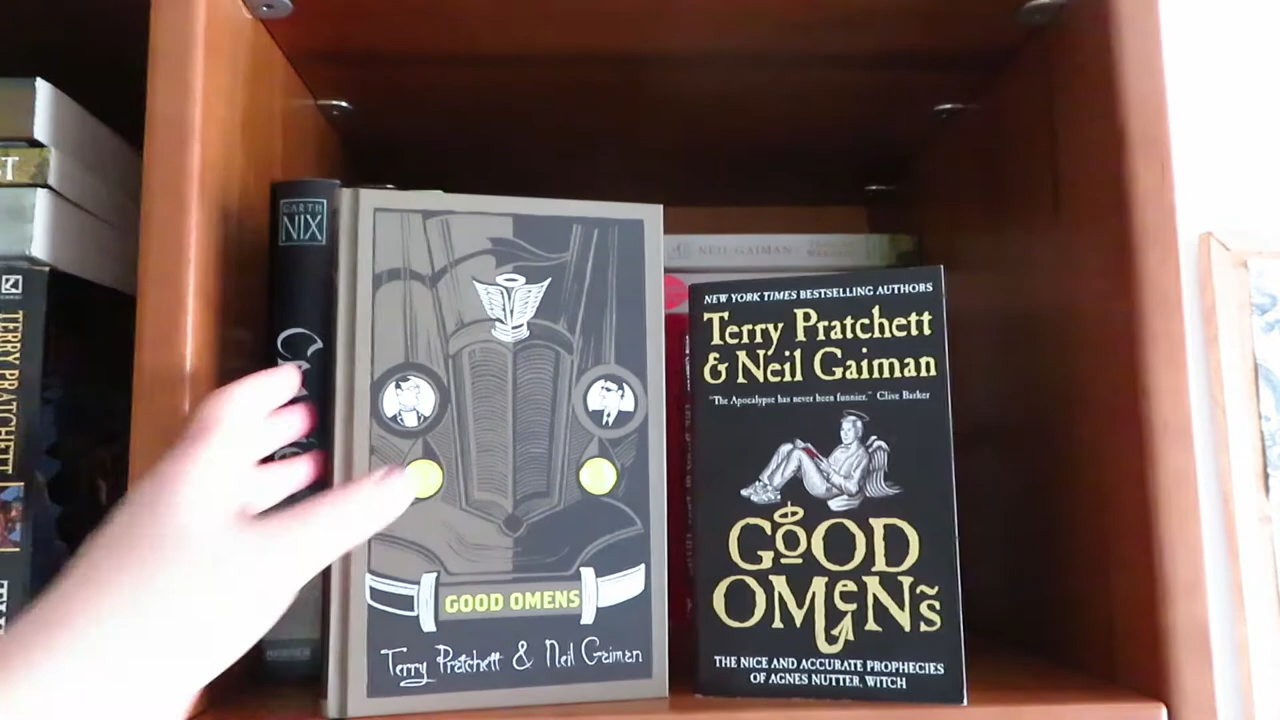 ST
TERRY PRATCHETT
GARTH
NIX
GOOD OMENS
Terry Pratchett & Neil Gaiman
NEIL GAIMAN
NEW YORK TIMES BESTSELLING AUTHORS
Terry Pratchett
& Neil Gaiman
"The Apocalypse has never been funnier." Clive Barker
GOOD
OMENS
THE NICE AND ACCURATE PROPHECIES
OF AGNES NUTTER, WITCH